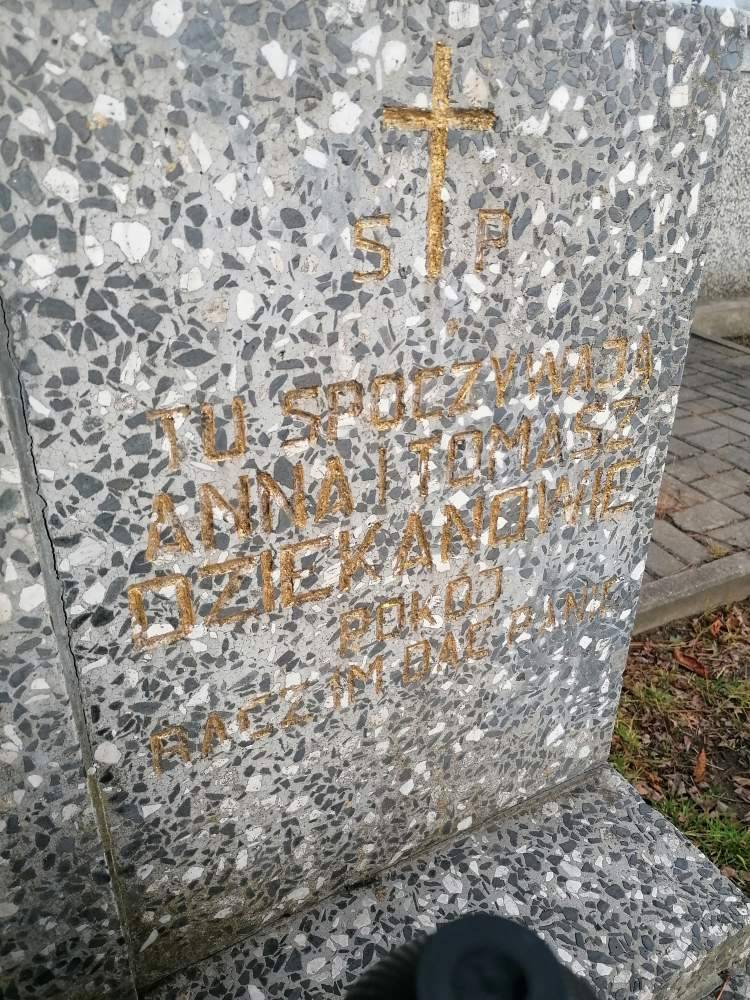 S P
TU SPOCZYWAJĄ
ANNA I TOMASZ
DZIEKANOWIE
POKÓJ
RACZ IM DAĆ PANIE